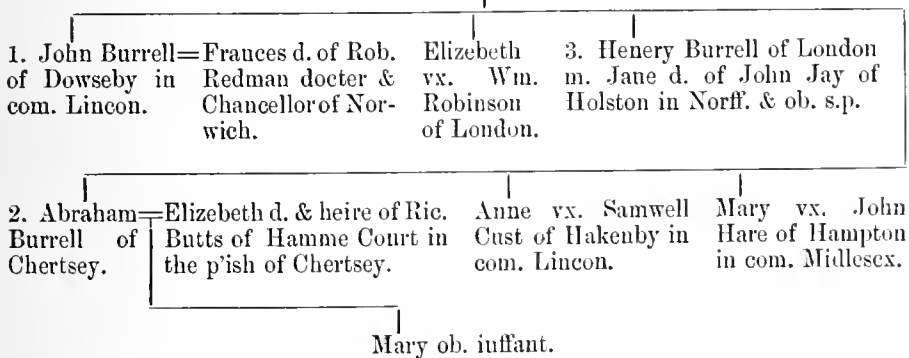 1. John Burrell=Frances d. of Rob. Elizebeth 3. Henery Burrell of London
of Dowseby in Redman docter & vx. Wm. m. Jane d. of John Jay of
com. Lincon. Chancellor of Nor- Robinson Holston in Norff. & ob. s.p.
wich. of London.
2. Abraham=Elizebeth d. & heire of Ric. Anne vx. Samwell Mary vx. John
Burrell of Butts of Hamme Court in Cust of Hakenby in Hare of Hampton
Chertsey. the p'ish of Chertsey. com. Lincon. in com. Midlesex.
Mary ob. iuffant.